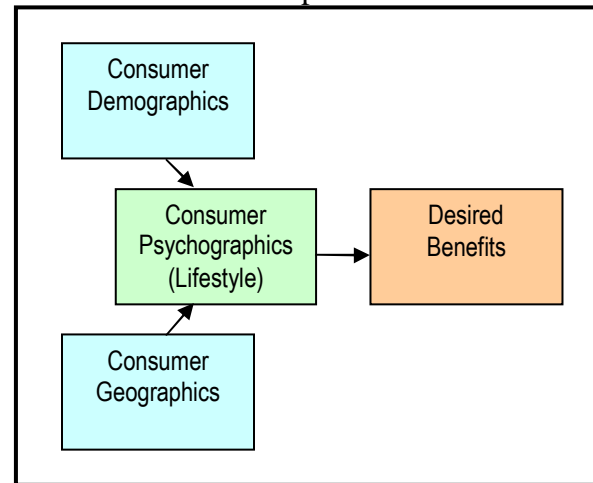 Consumer
Demographics
Consumer
Psychographics
(Lifestyle)
Desired
Benefits
Consumer
Geographics